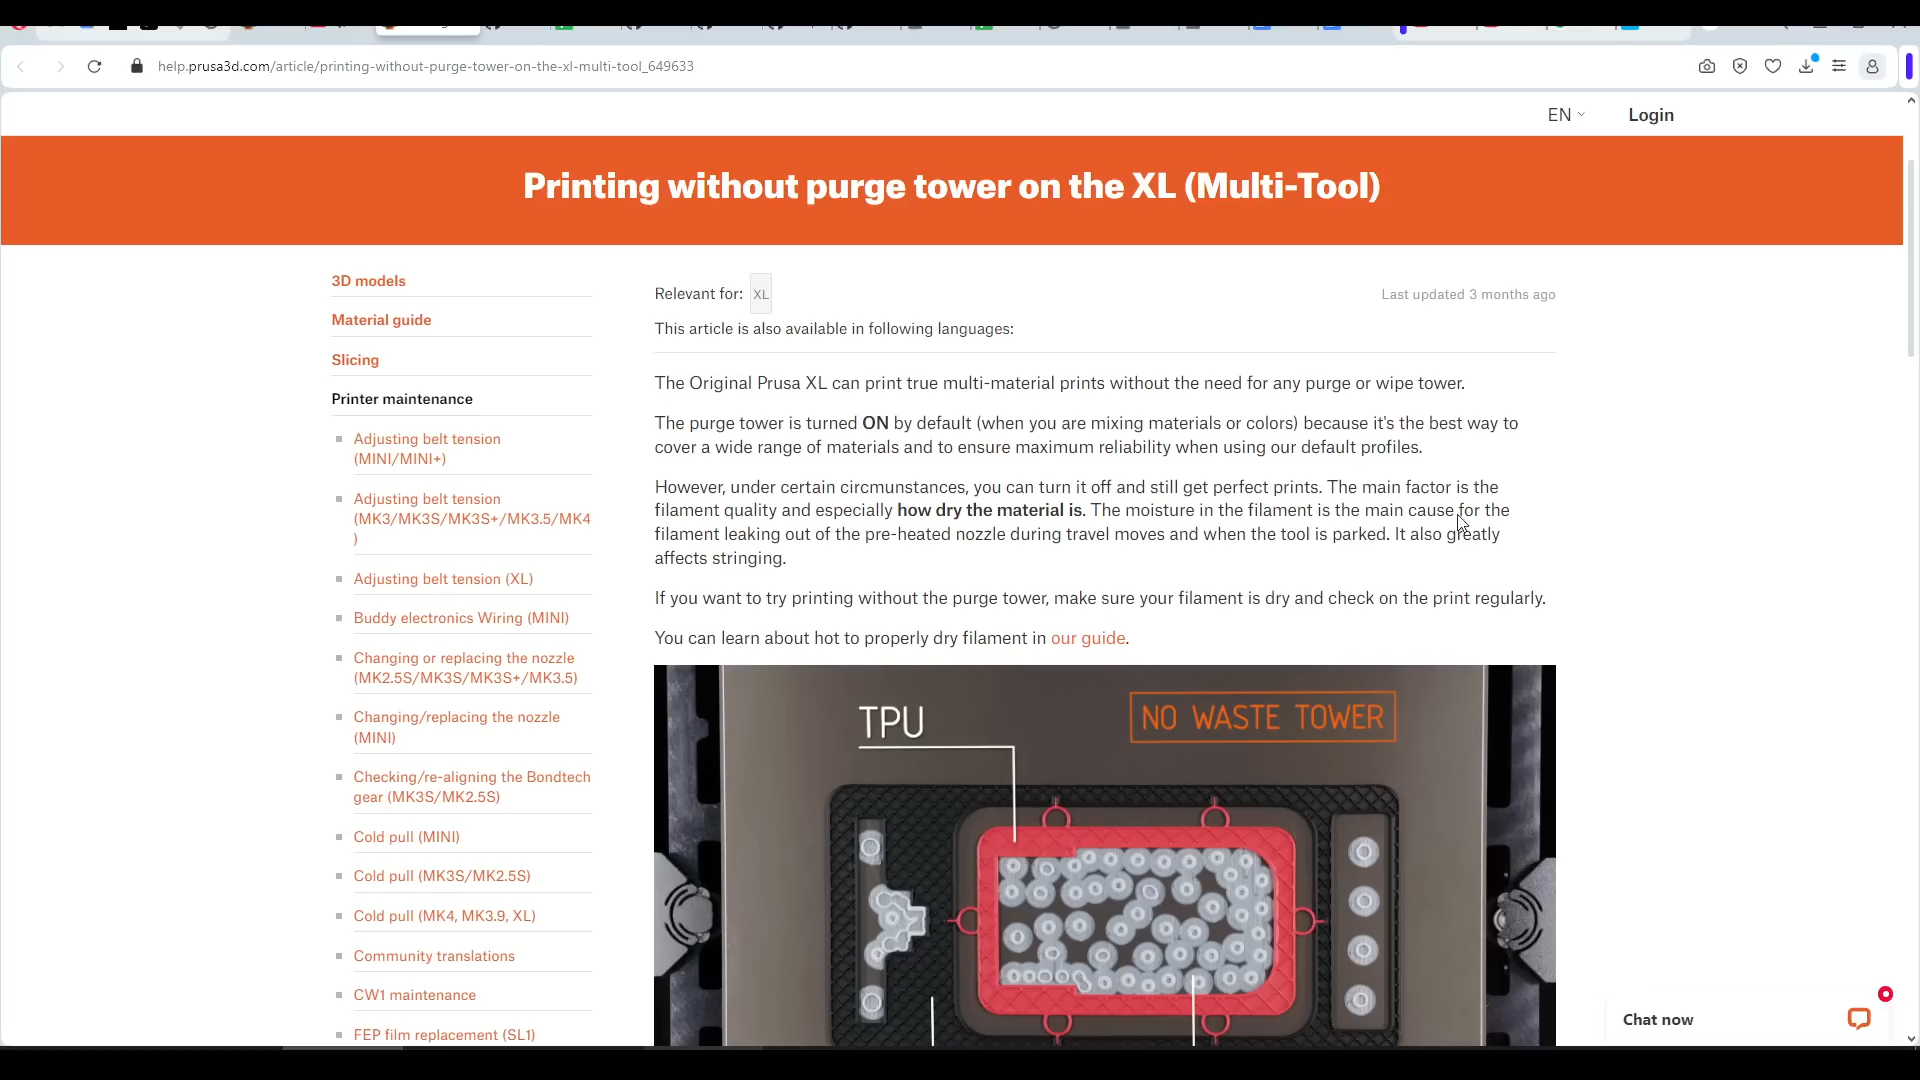 help.prusa3d.com/article/printing-without-purge-tower-on-the-xl-multi-tool_649633
EN
Login
Printing without purge tower on the XL (Multi-Tool)
3D models
Material guide
Slicing
Printer maintenance
Adjusting belt tension
(MINI/MINI+)
Adjusting belt tension
(MK3/MK3S/MK3S+/MK3.5/MK4
)
Adjusting belt tension (XL)
Buddy electronics Wiring (MINI)
Changing or replacing the nozzle
(MK2.5S/MK3S/MK3S+/MK3.5)
Changing/replacing the nozzle
(MINI)
Checking/re-aligning the Bondtech
gear (MK3S/MK2.5S)
Cold pull (MINI)
Cold pull (MK3S/MK2.5S)
Cold pull (MK4, MK3.9, XL)
Community translations
CW1 maintenance
FEP film replacement (SL1)
Relevant for: XL
Last updated 3 months ago
This article is also available in following languages:
The Original Prusa XL can print true multi-material prints without the need for any purge or wipe tower.
The purge tower is turned ON by default (when you are mixing materials or colors) because it's the best way to
cover a wide range of materials and to ensure maximum reliability when using our default profiles.
However, under certain circmunstances, you can turn it off and still get perfect prints. The main factor is the
filament quality and especially how dry the material is. The moisture in the filament is the main cause for the
filament leaking out of the pre-heated nozzle during travel moves and when the tool is parked. It also greatly
affects stringing.
If you want to try printing without the purge tower, make sure your filament is dry and check on the print regularly.
You can learn about hot to properly dry filament in our guide.
TPU
NO WASTE TOWER
Chat now